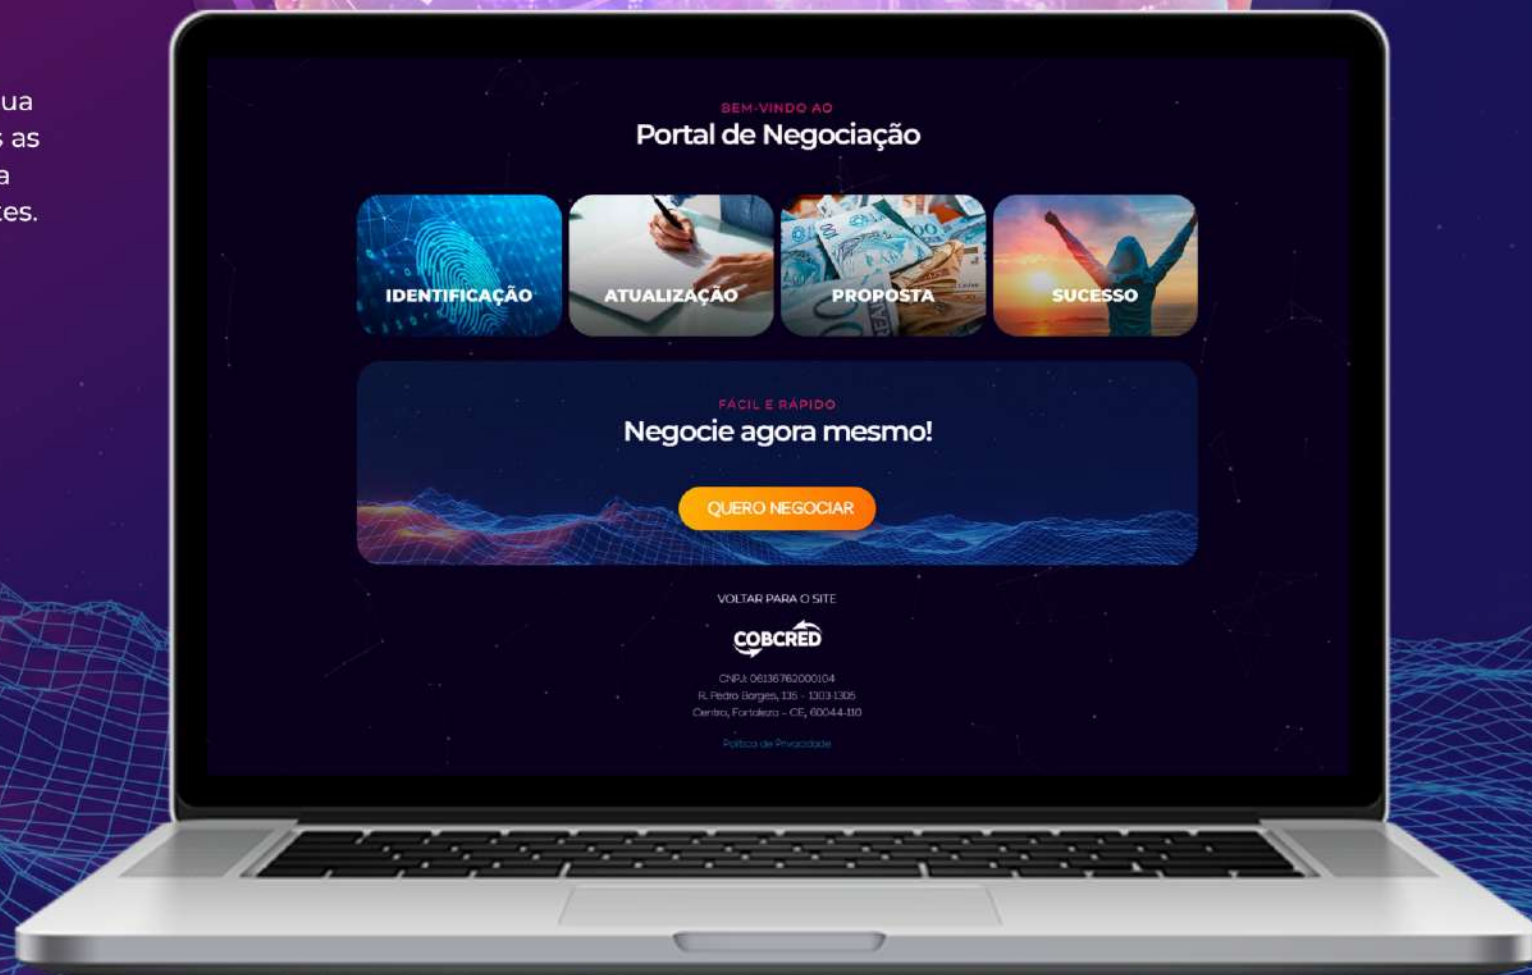 ua
s as
a
tes.
BEM-VINDO AO
Portal de Negociação
IDENTIFICAÇÃO
ATUALIZAÇÃO
PROPOSTA
SUCESSO
FÁCIL E RÁPIDO
Negocie agora mesmo!
QUERO NEGOCIAR
VOLTAR PARA O SITE
COBCRED
CNPJ: 06136762000104
R. Pedro Borges, 135 - 1303-1305
Centro, Fortaleza - CE, 60044-110
Política de Privacidade